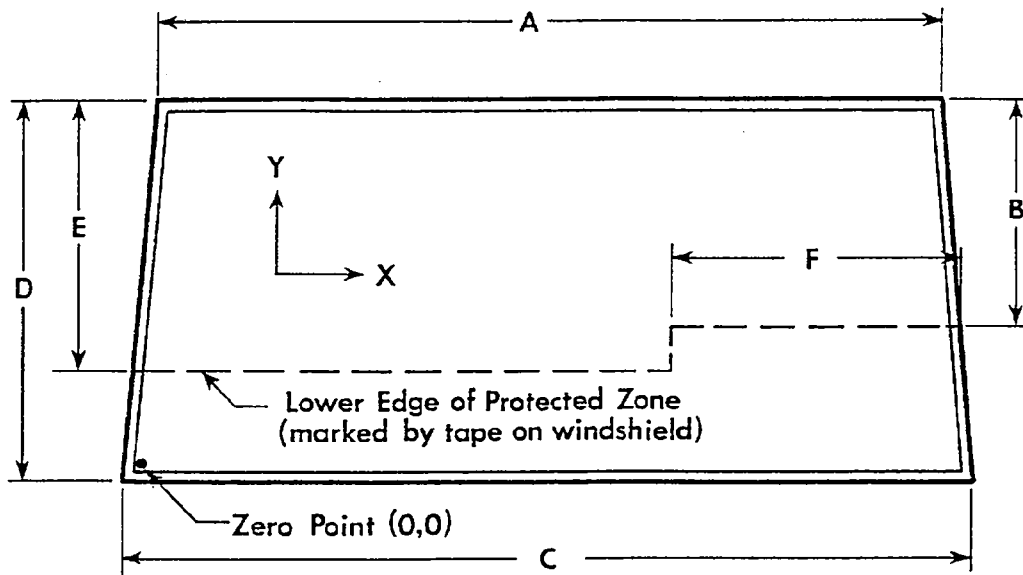 A
Y
B
E
F
X
D
Lower Edge of Protected Zone
(marked by tape on windshield)
Zero Point (0,0)
C